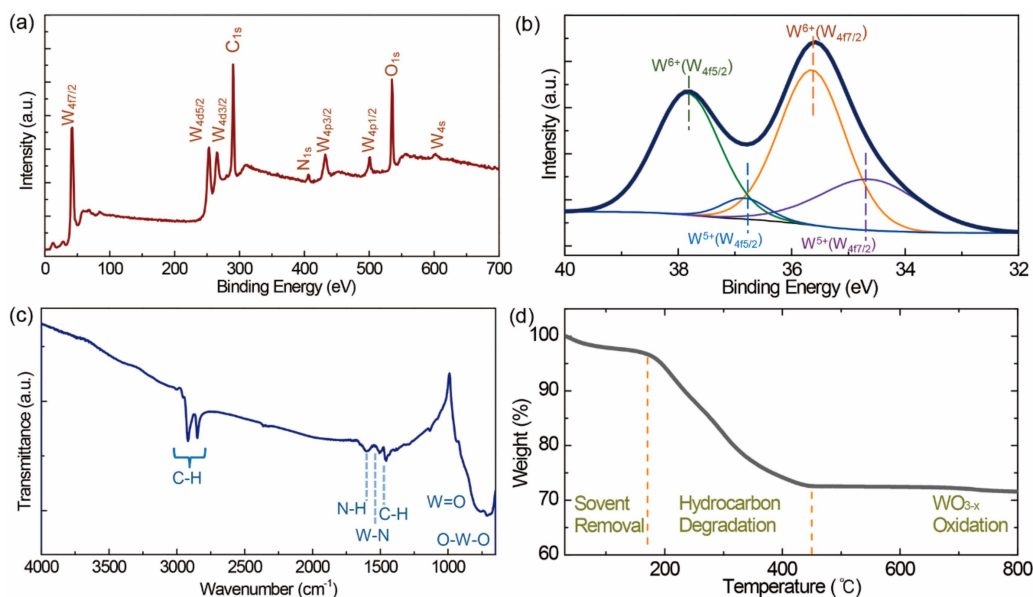 (a)
Intensity (a.u.)
W4f7/2
W4d5/2
W4d3/2
C1s
N1s
W4p3/2
W4p1/2
O1s
W4s
0 100 200 300 400 500 600 700
Binding Energy (eV)
(b)
Intensity (a.u.)
W6+(W4f7/2)
W6+(W4f5/2)
W5+(W4f5/2)
W5+(W4f7/2)
40 38 36 34 32
Binding Energy (eV)
(c)
Transmittance (a.u.)
C-H
N-H
W-N
C-H
W=O
O-W-O
4000 3500 3000 2500 2000 1500 1000
Wavenumber (cm-1)
(d)
Weight (%)
100
90
80
70
60
Sovent
Removal
Hydrocarbon
Degradation
WO3-x
Oxidation
200 400 600 800
Temperature (℃)